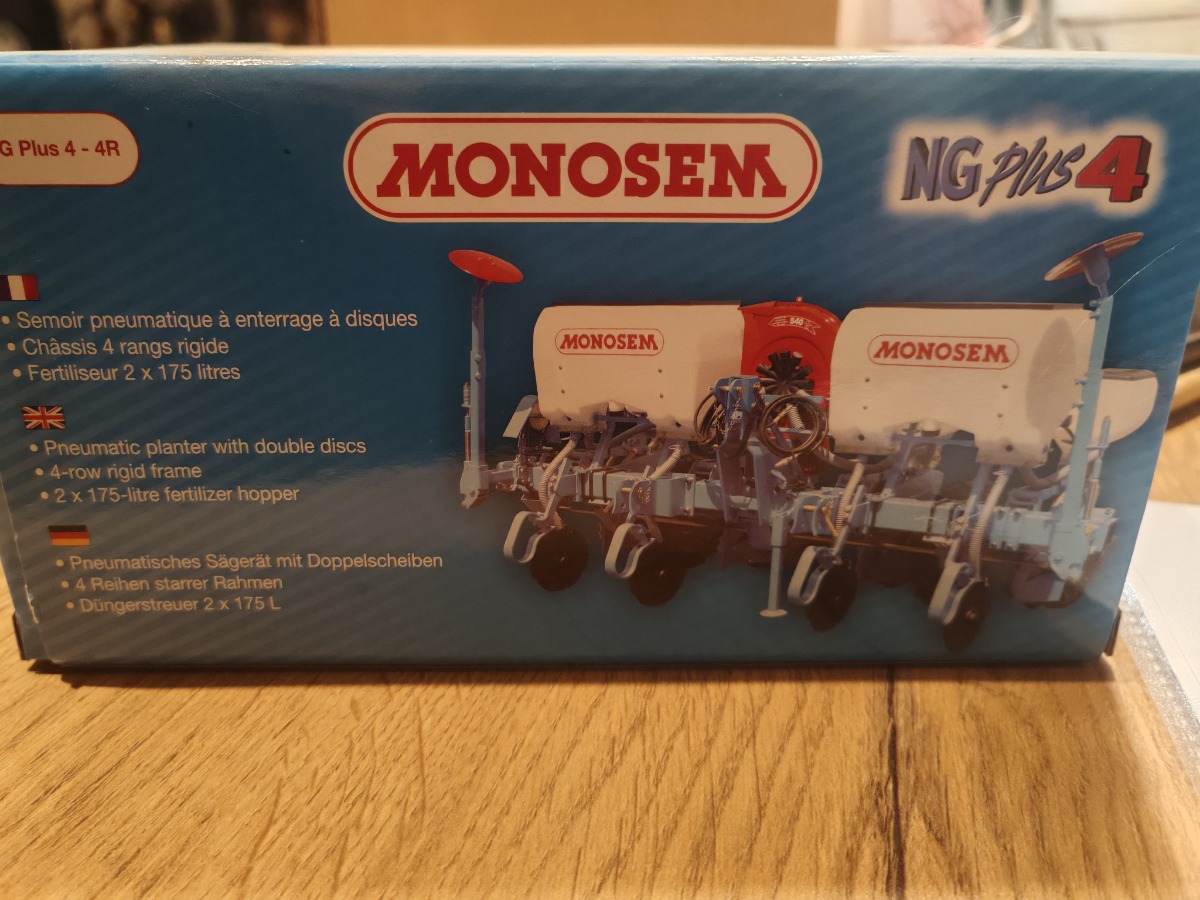 G Plus 4 - 4R
MONOSEM
NG Plus 4
540
MONOSEM
MONOSEM
• Semoir pneumatique à enterrage à disques
• Châssis 4 rangs rigide
• Fertiliseur 2 x 175 litres
• Pneumatic planter with double discs
• 4-row rigid frame
• 2 x 175-litre fertilizer hopper
• Pneumatisches Sägerät mit Doppelscheiben
• 4 Reihen starrer Rahmen
• Düngerstreuer 2 x 175 L